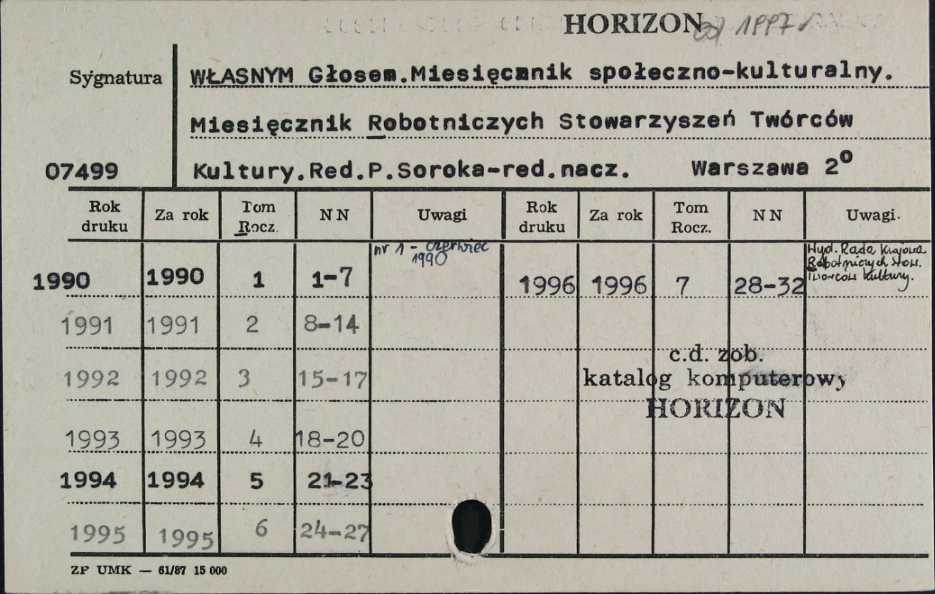 HORIZON od 1997 r
Sygnatura
WŁASNYM Głosem.Miesięcznik społeczno-kulturalny.
Miesięcznik Robotniczych Stowarzyszeń Twórców
07499 Kultury.Red.P.Soroka-red.nacz. Warszawa 2°
Rok druku Za rok Tom Rocz. NN Uwagi Rok druku Za rok Tom Rocz. NN Uwagi.
1990 1990 1 1-7 nr 1 - czerwiec 1990 1996 1996 7 28-32 Wyd. Rada Krajowa Robotniczych Stow. Twórców Kultury.
1991 1991 2 8-14
c.d. zob.
1992 1992 3 15-17 katalog komputerowy
HORIZON
1993 1993 4 18-20
1994 1994 5 21-23
1995 1995 6 24-27
ZP UMK — 61/87 15 000